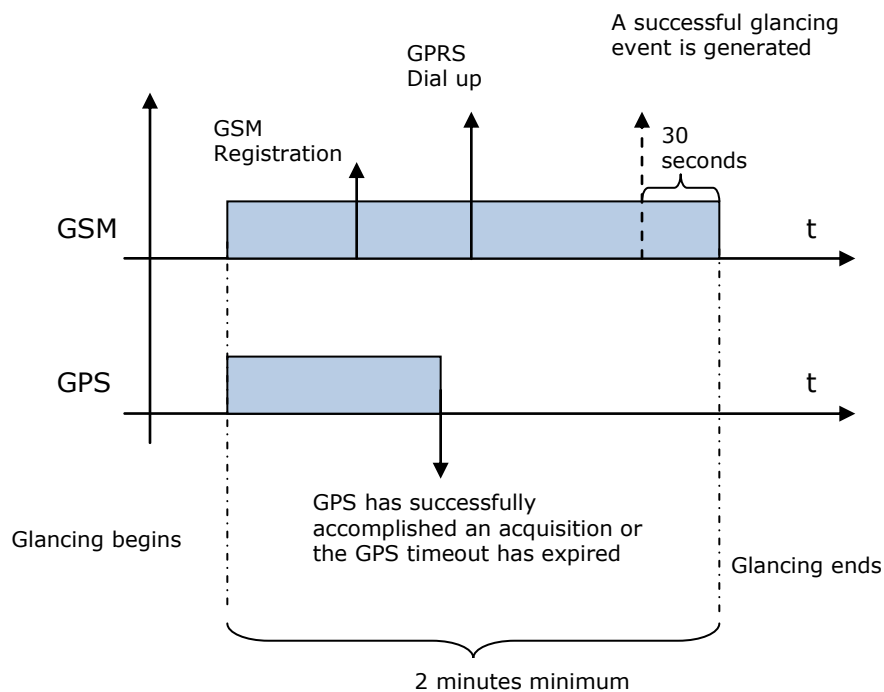 A successful glancing
event is generated
GPRS
Dial up
GSM
Registration
30
seconds
GSM
t
GPS
t
GPS has successfully
accomplished an acquisition or
the GPS timeout has expired
Glancing begins
Glancing ends
2 minutes minimum